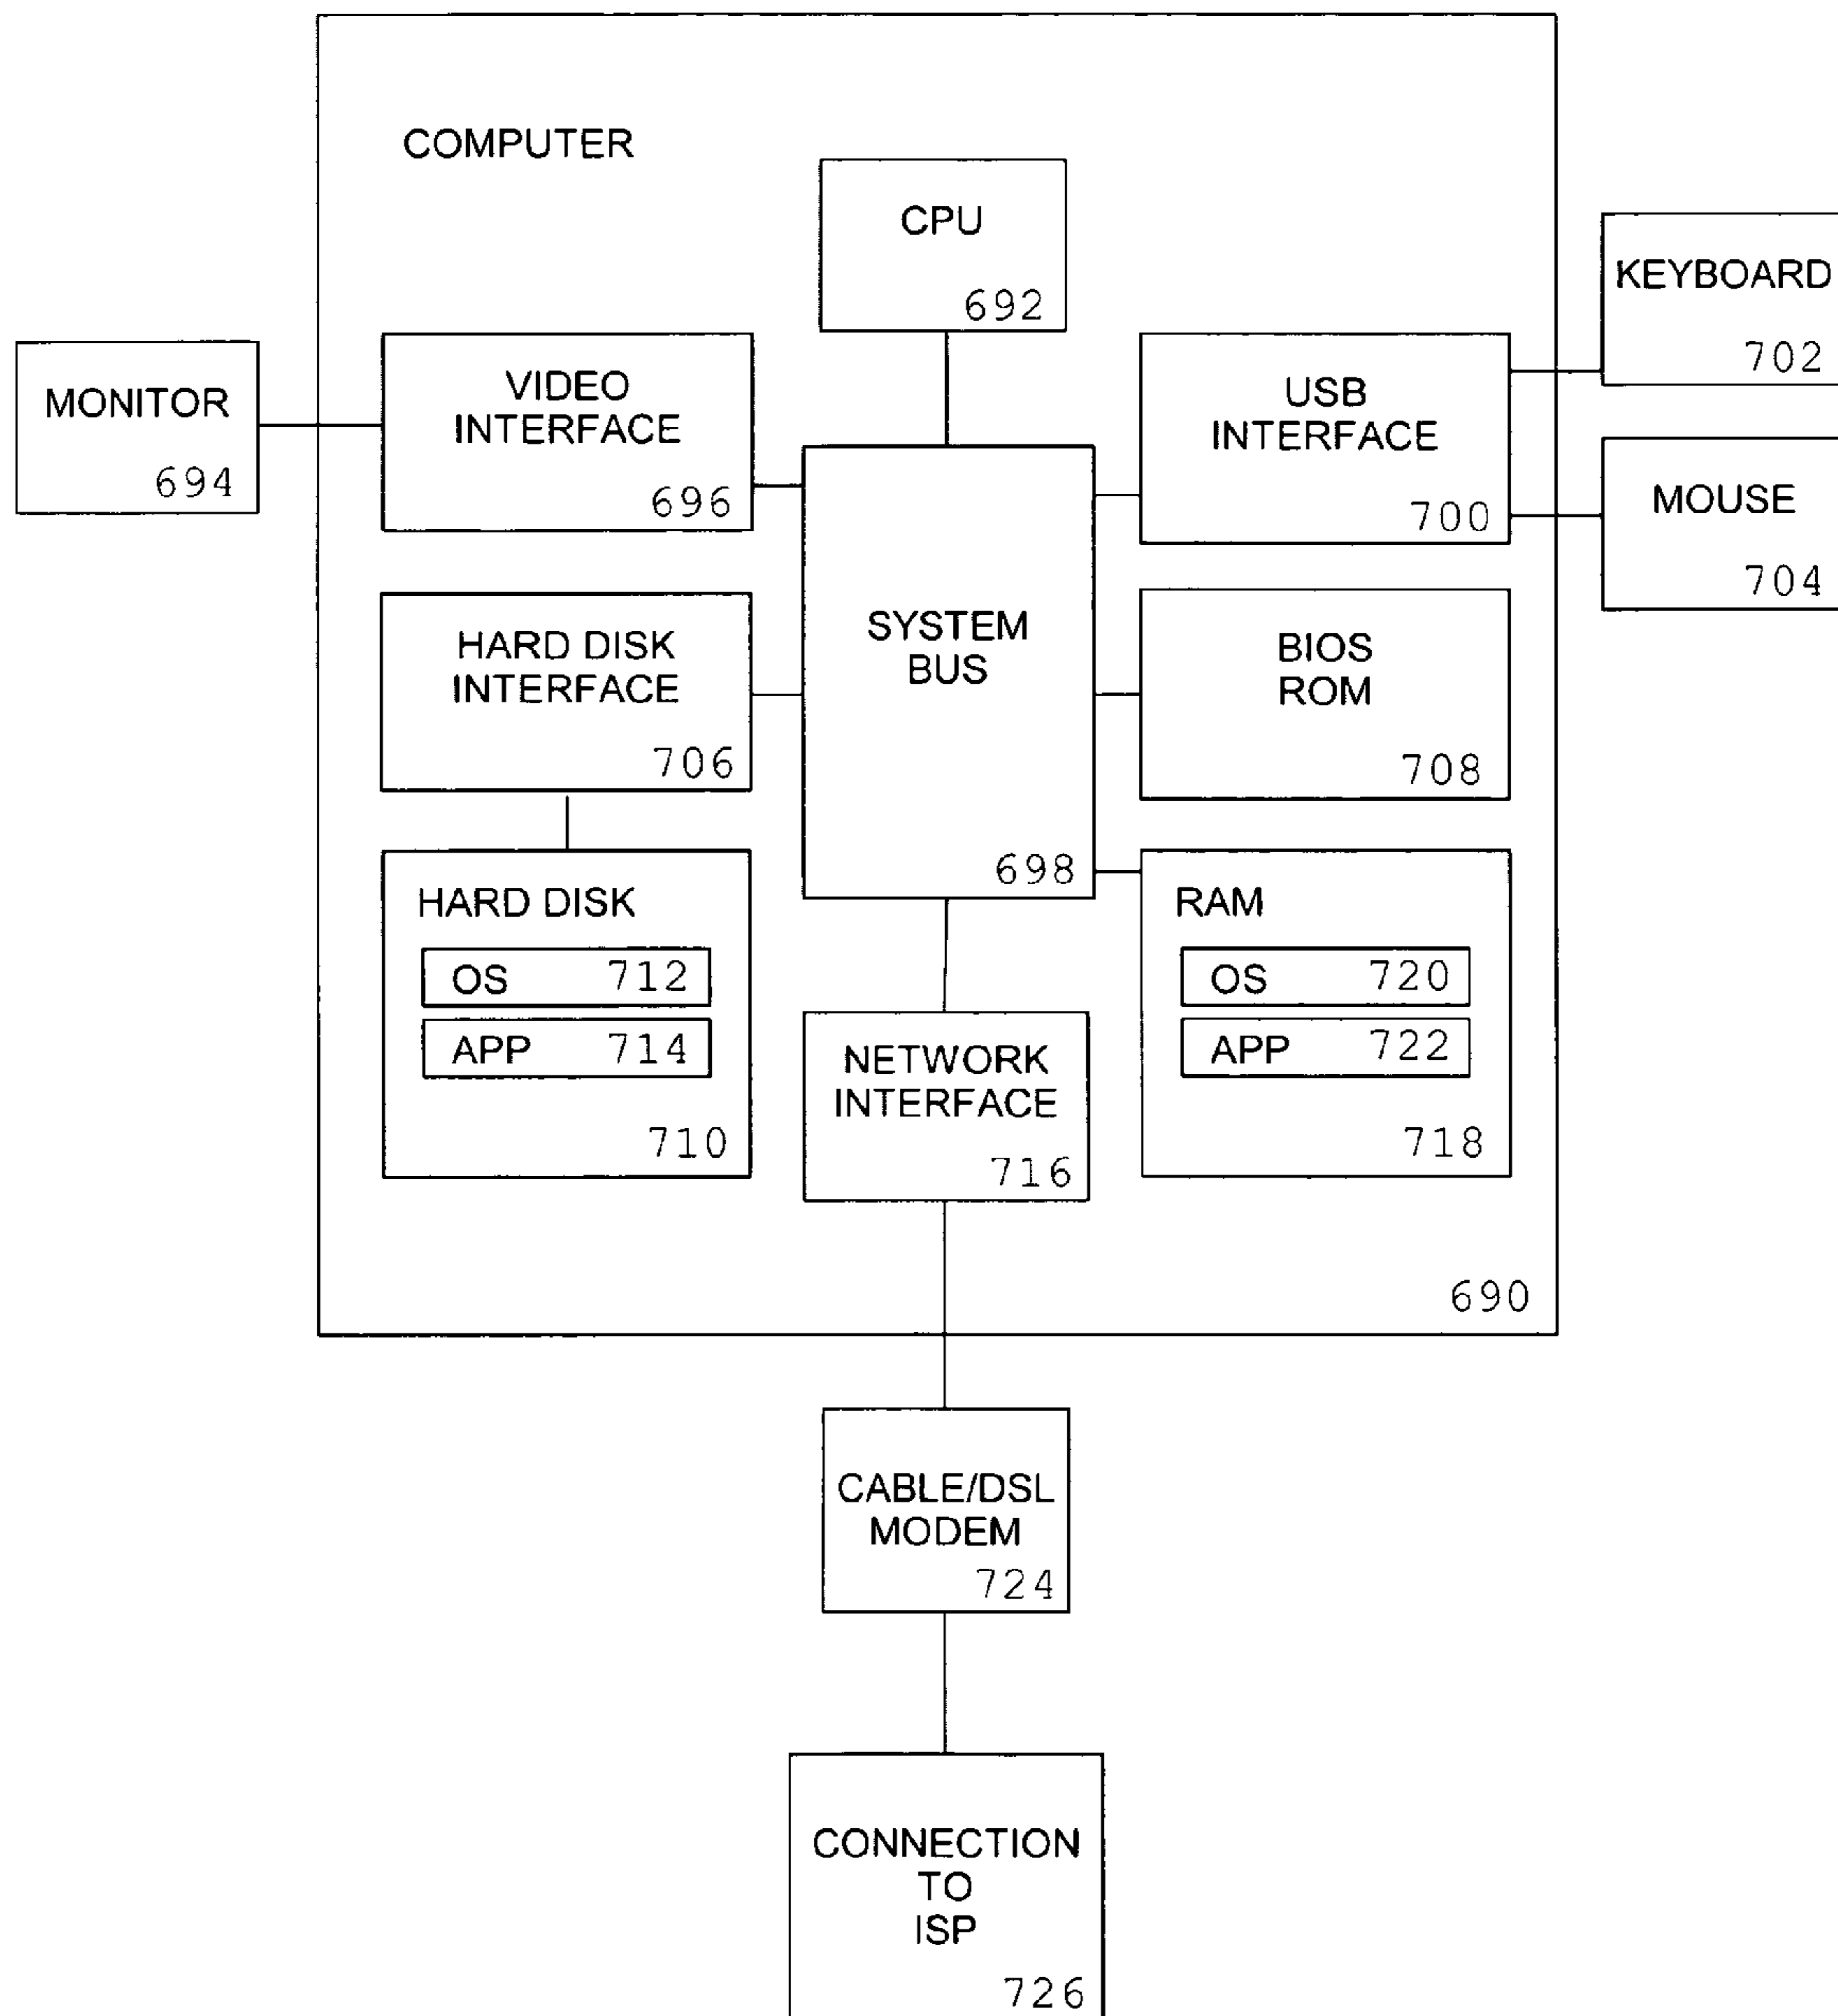 COMPUTER
CPU
692
KEYBOARD
702
MONITOR
694
VIDEO
INTERFACE
696
USB
INTERFACE
700
MOUSE
704
HARD DISK
INTERFACE
706
SYSTEM
BUS
698
BIOS
ROM
708
HARD DISK
OS 712
APP 714
710
NETWORK
INTERFACE
716
RAM
OS 720
APP 722
718
690
CABLE/DSL
MODEM
724
CONNECTION
TO
ISP
726